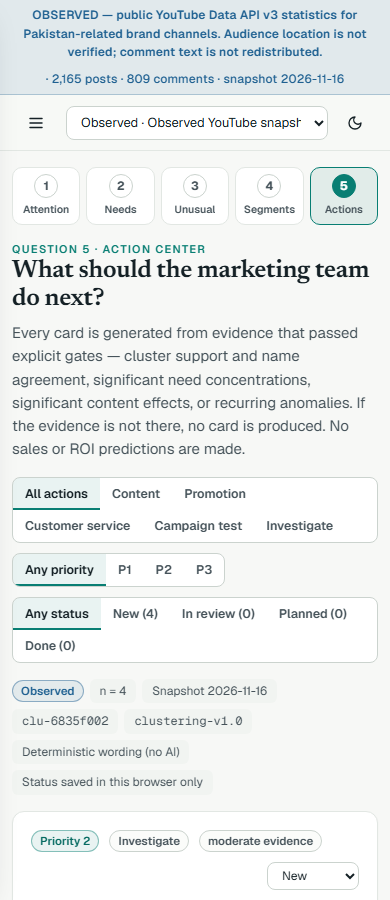 OBSERVED — public YouTube Data API v3 statistics for
Pakistan-related brand channels. Audience location is not
verified; comment text is not redistributed.
· 2,165 posts · 809 comments · snapshot 2026-11-16
Observed · Observed YouTube snapsh
1
Attention
2
Needs
3
Unusual
4
Segments
5
Actions
QUESTION 5 · ACTION CENTER
What should the marketing team
do next?
Every card is generated from evidence that passed
explicit gates — cluster support and name
agreement, significant need concentrations,
significant content effects, or recurring anomalies. If
the evidence is not there, no card is produced. No
sales or ROI predictions are made.
All actions Content Promotion
Customer service Campaign test Investigate
Any priority P1 P2 P3
Any status New (4) In review (0) Planned (0)
Done (0)
Observed n = 4 Snapshot 2026-11-16
clu-6835f002 clustering-v1.0
Deterministic wording (no AI)
Status saved in this browser only
Priority 2 Investigate moderate evidence
New